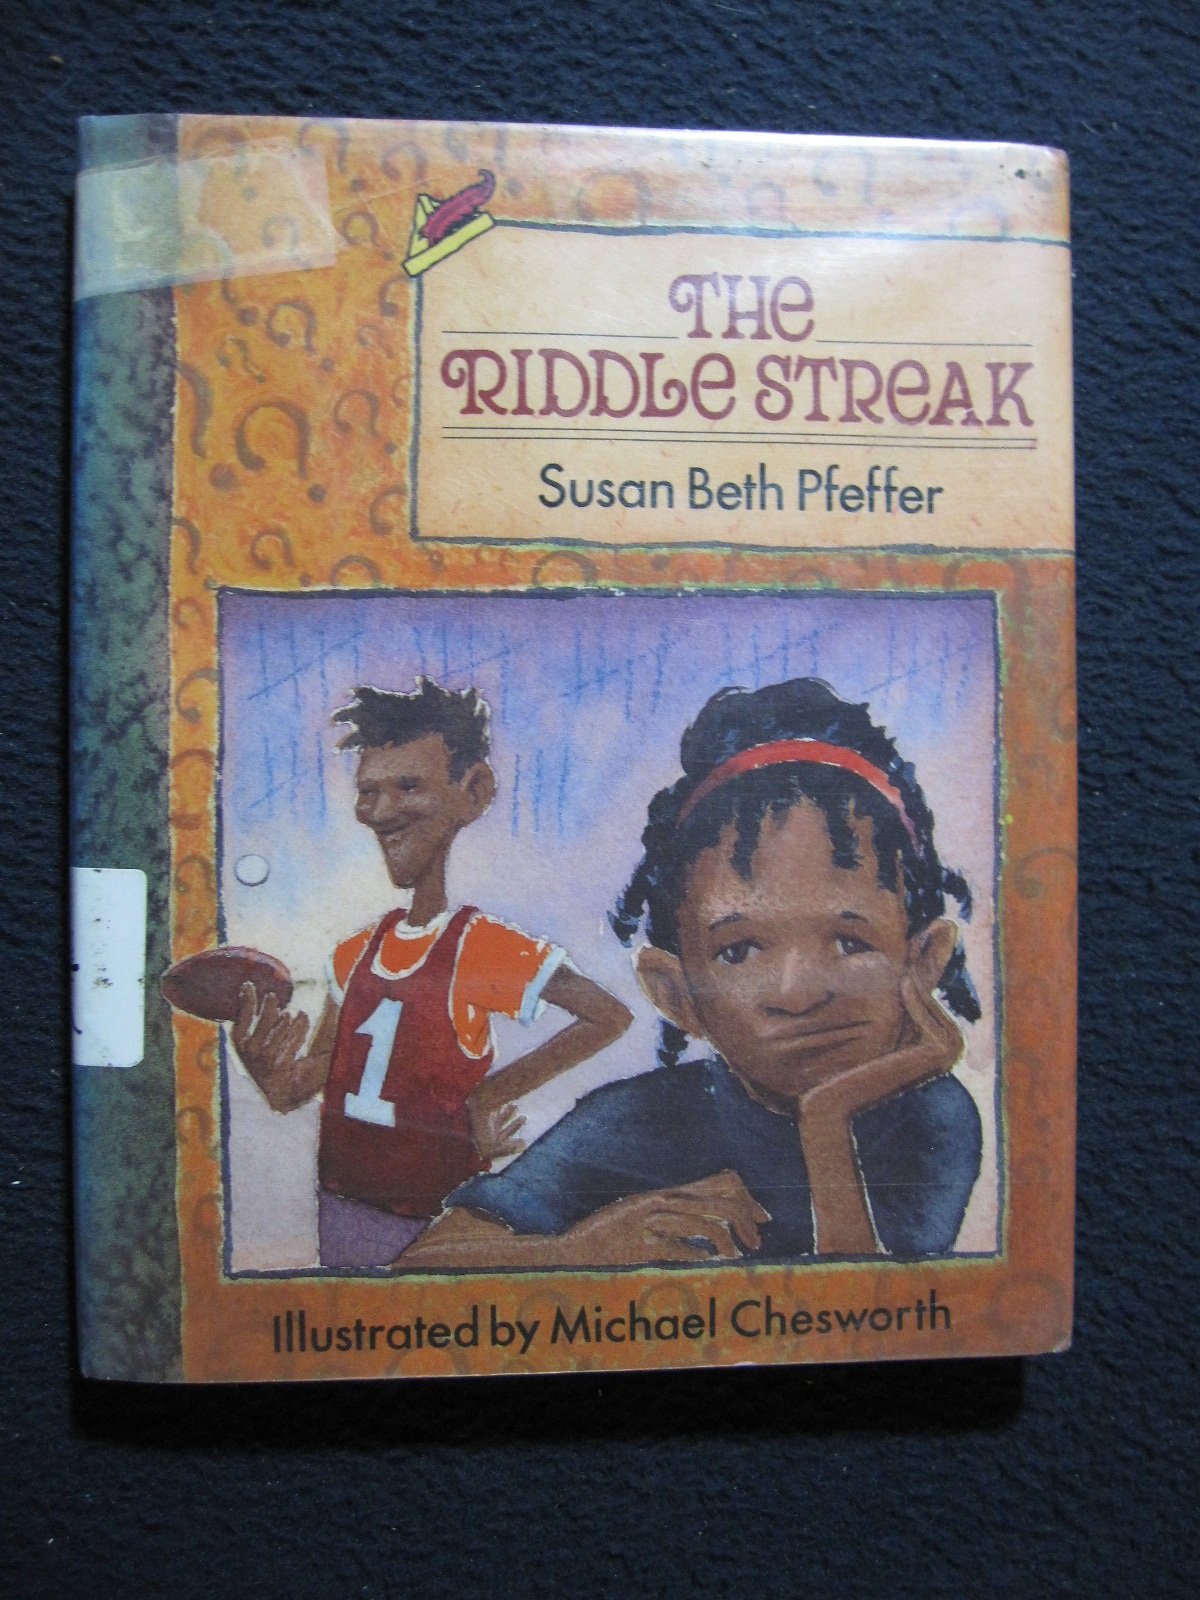 THE
RIDDLE STREAK
Susan Beth Pfeffer
1
Illustrated by Michael Chesworth